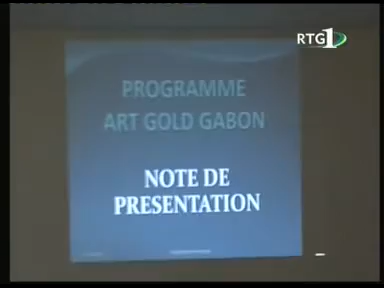 RTG1
PROGRAMME
ART GOLD GABON
NOTE DE
PRESENTATION